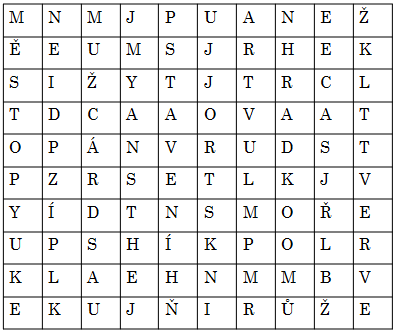 M N M J P U A N E Ž
Ě E U M S J R H E K
S I Ž Y T J T R C L
T D C A A O V A A T
O P Á N V R U D S T
P Z R S E T L K J V
Y Í D T N S M O Ř E
U P S H Í K P O L R
K L A E H N M M B V
E K U J Ň I R Ů Ž E